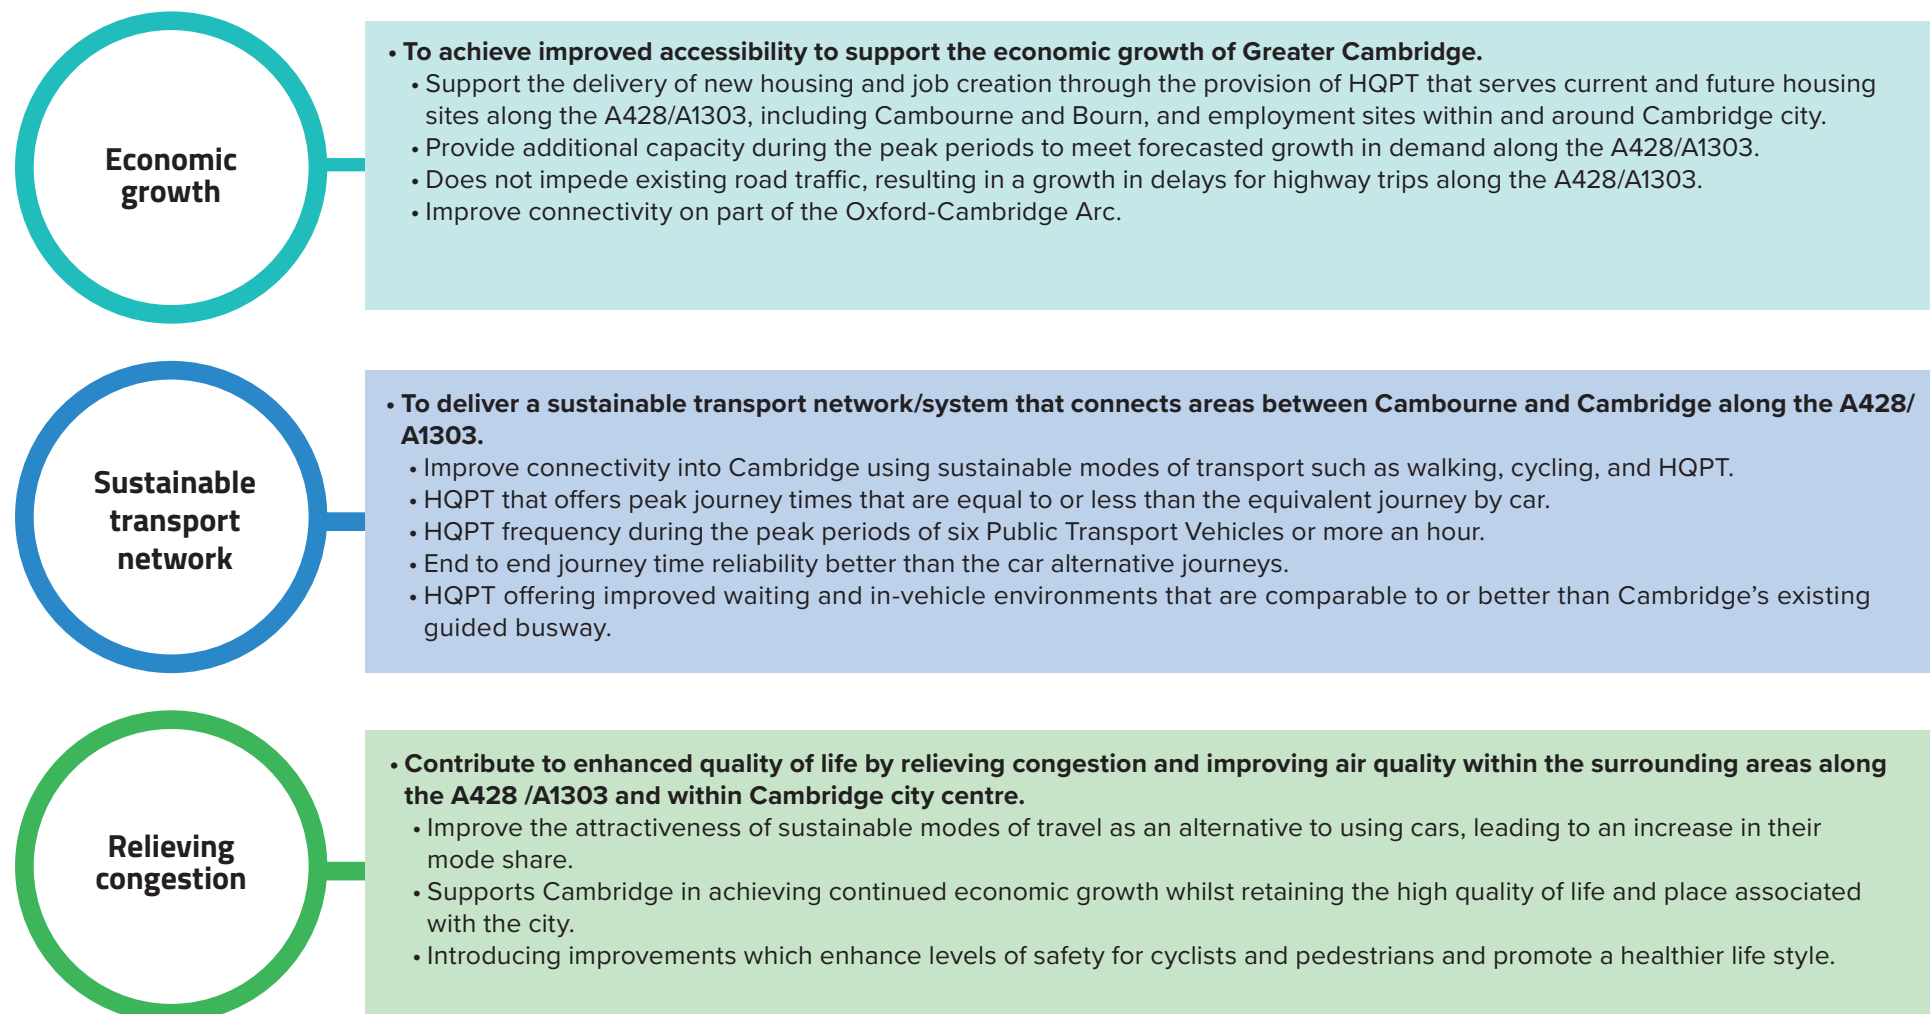 Economic
growth
• To achieve improved accessibility to support the economic growth of Greater Cambridge.
• Support the delivery of new housing and job creation through the provision of HQPT that serves current and future housing
sites along the A428/A1303, including Cambourne and Bourn, and employment sites within and around Cambridge city.
• Provide additional capacity during the peak periods to meet forecasted growth in demand along the A428/A1303.
• Does not impede existing road traffic, resulting in a growth in delays for highway trips along the A428/A1303.
• Improve connectivity on part of the Oxford-Cambridge Arc.
Sustainable
transport
network
• To deliver a sustainable transport network/system that connects areas between Cambourne and Cambridge along the A428/
A1303.
• Improve connectivity into Cambridge using sustainable modes of transport such as walking, cycling, and HQPT.
• HQPT that offers peak journey times that are equal to or less than the equivalent journey by car.
• HQPT frequency during the peak periods of six Public Transport Vehicles or more an hour.
• End to end journey time reliability better than the car alternative journeys.
• HQPT offering improved waiting and in-vehicle environments that are comparable to or better than Cambridge’s existing
guided busway.
Relieving
congestion
• Contribute to enhanced quality of life by relieving congestion and improving air quality within the surrounding areas along
the A428 /A1303 and within Cambridge city centre.
• Improve the attractiveness of sustainable modes of travel as an alternative to using cars, leading to an increase in their
mode share.
• Supports Cambridge in achieving continued economic growth whilst retaining the high quality of life and place associated
with the city.
• Introducing improvements which enhance levels of safety for cyclists and pedestrians and promote a healthier life style.